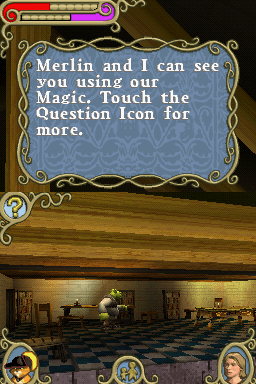 Merlin and I can see
you using our
Magic. Touch the
Question Icon for
more.
?